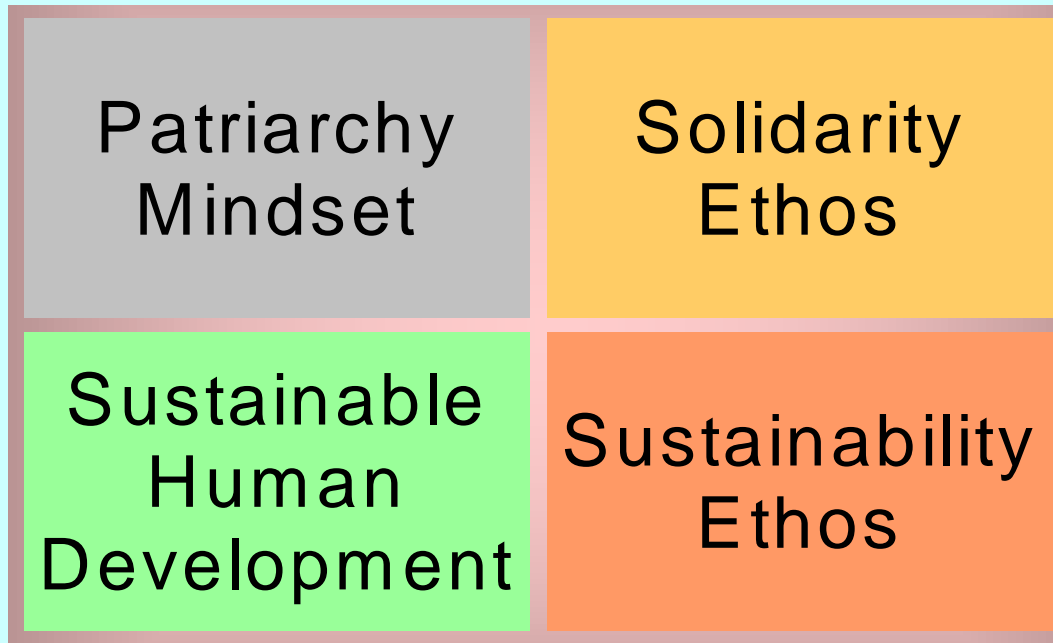 Patriarchy
Mindset
Solidarity
Ethos
Sustainable
Human
Development
Sustainability
Ethos